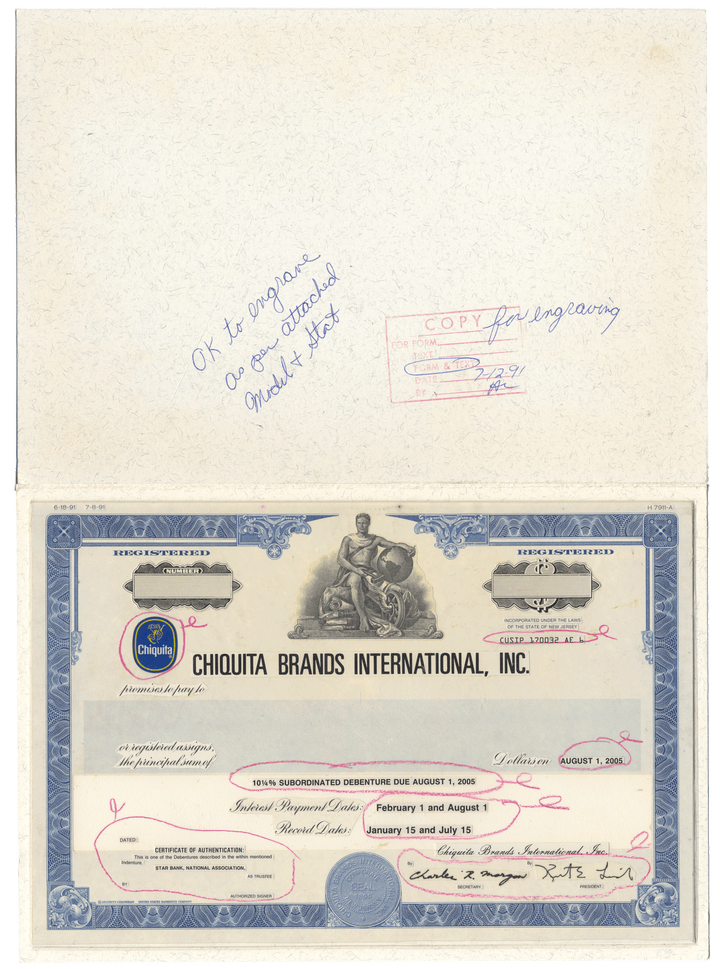 OK to engrave
as per attached
Model + Stock
COPY for engraving
FOR FORM
TEXT
FORM & TEXT
DATE 7-12-91
BY
6-18-91 7-8-91
H 7911-A
REGISTERED
REGISTERED
NUMBER
$
INCORPORATED UNDER THE LAWS
OF THE STATE OF NEW JERSEY
CUSIP 170032 AE 6
Chiquita
CHIQUITA BRANDS INTERNATIONAL, INC.
promises to pay to
or registered assigns,
the principal sum of
Dollars on AUGUST 1, 2005
10¼% SUBORDINATED DEBENTURE DUE AUGUST 1, 2005
Interest Payment Dates: February 1 and August 1
Record Dates: January 15 and July 15
DATED:
CERTIFICATE OF AUTHENTICATION:
This is one of the Debentures described in the within mentioned
Indenture.
STAR BANK, NATIONAL ASSOCIATION,
AS TRUSTEE
BY:
AUTHORIZED SIGNER
Chiquita Brands International, Inc.
By: Charles R. Morgan By:
SECRETARY PRESIDENT